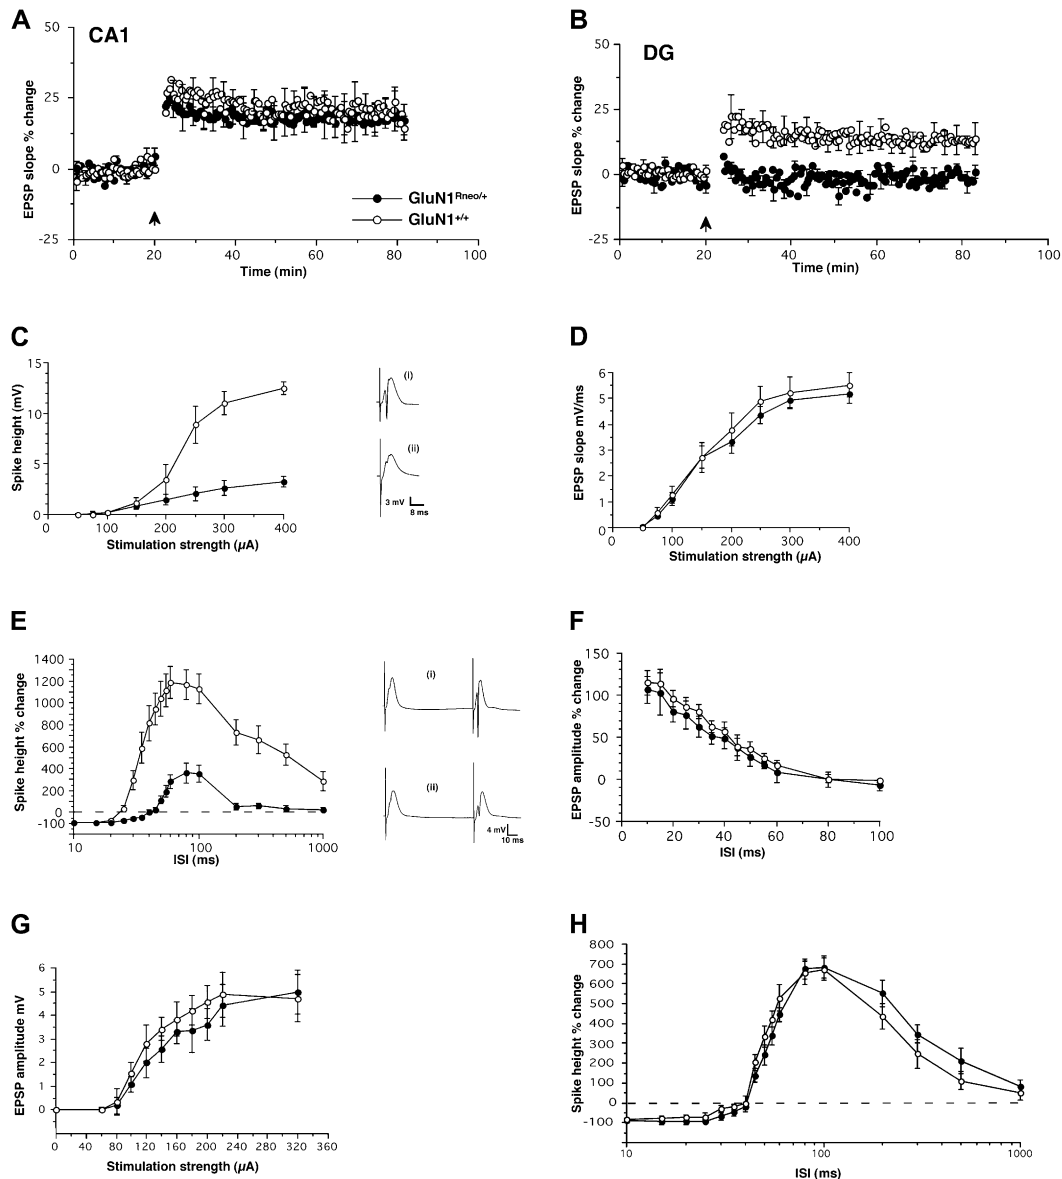 A
CA1
EPSP slope % change
50
25
0
-25
0 20 40 60 80 100
Time (min)
GluN1Rneo/+
GluN1+/+
B
DG
EPSP slope % change
50
25
0
-25
0 20 40 60 80 100
Time (min)
C
Spike height (mV)
15
10
5
0
0 100 200 300 400
Stimulation strength (µA)
(i)
(ii)
3 mV
8 ms
D
EPSP slope mV/ms
6
5
4
3
2
1
0
0 100 200 300 400
Stimulation strength (µA)
E
Spike height % change
1400
1200
1000
800
600
400
200
0
-100
10 100 1000
ISI (ms)
(i)
(ii)
4 mV
10 ms
F
EPSP amplitude % change
150
100
50
0
-50
0 20 40 60 80 100
ISI (ms)
G
EPSP amplitude mV
6
5
4
3
2
1
0
0 40 80 120 160 200 240 280 320 360
Stimulation strength (µA)
H
Spike height % change
800
700
600
500
400
300
200
100
0
-100
10 100 1000
ISI (ms)